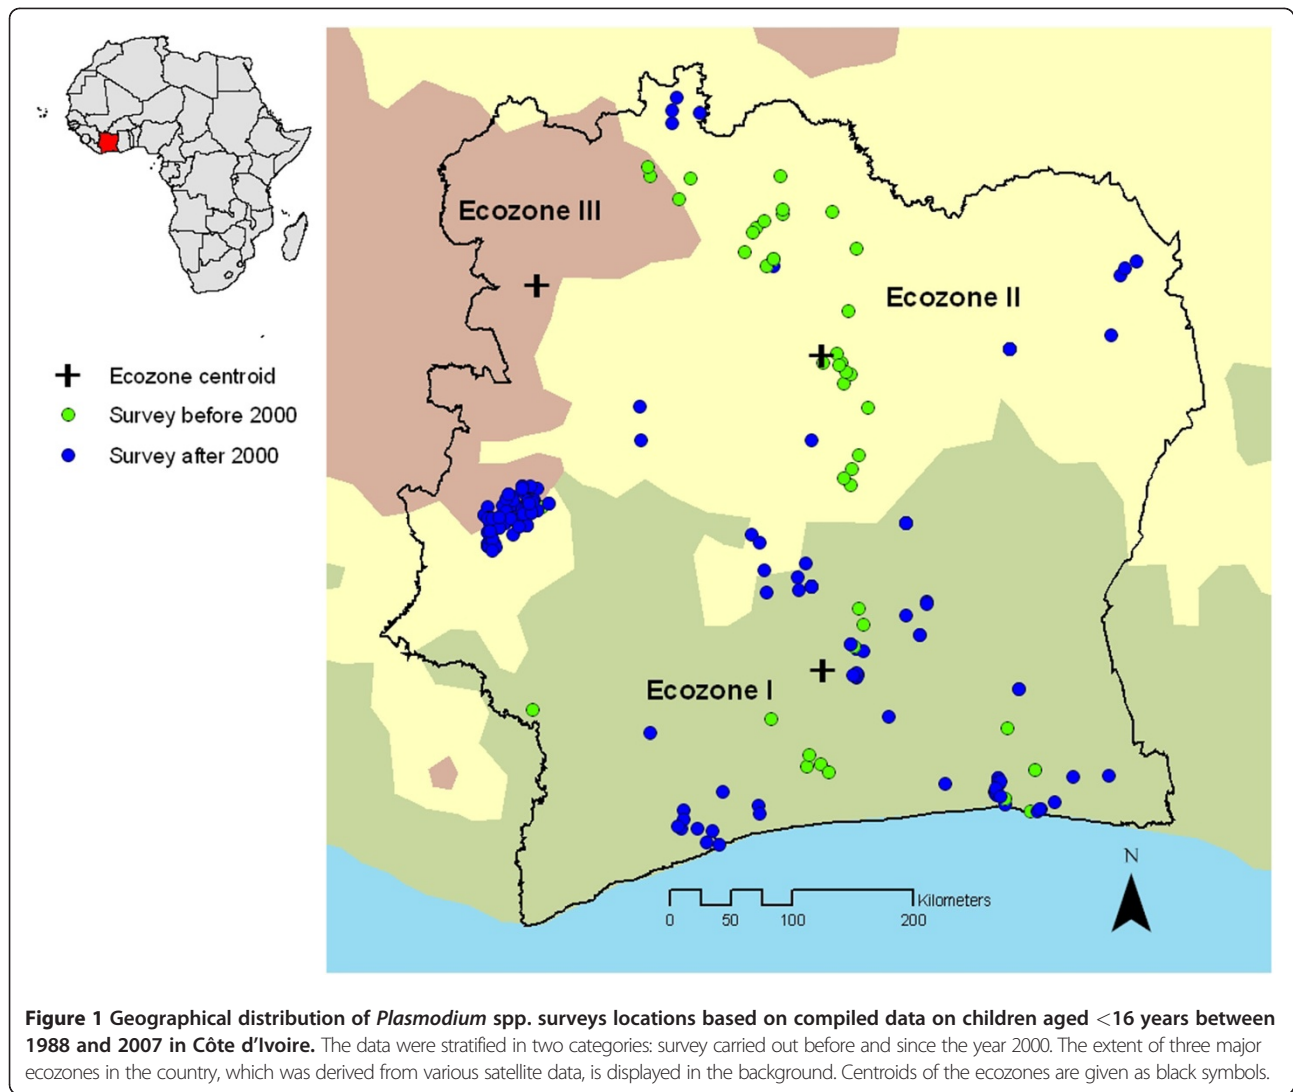 Ecozone III
Ecozone II
Ecozone centroid
Survey before 2000
Survey after 2000
Ecozone I
N
Kilometers
0 50 100 200
Figure 1 Geographical distribution of Plasmodium spp. surveys locations based on compiled data on children aged <16 years between
1988 and 2007 in Côte d'Ivoire. The data were stratified in two categories: survey carried out before and since the year 2000. The extent of three major
ecozones in the country, which was derived from various satellite data, is displayed in the background. Centroids of the ecozones are given as black symbols.